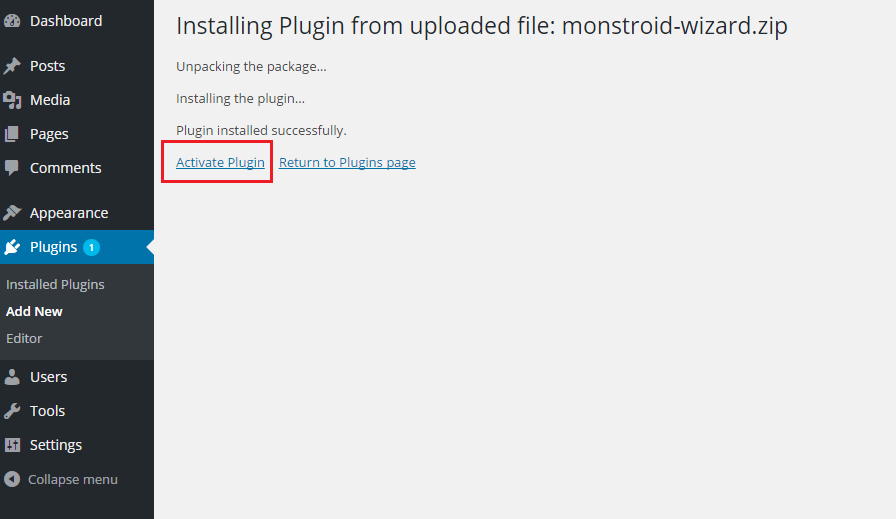 Dashboard
Posts
Media
Pages
Comments
Appearance
Plugins 1
Installed Plugins
Add New
Editor
Users
Tools
Settings
Collapse menu
Installing Plugin from uploaded file: monstroid-wizard.zip
Unpacking the package…
Installing the plugin…
Plugin installed successfully.
Activate Plugin Return to Plugins page